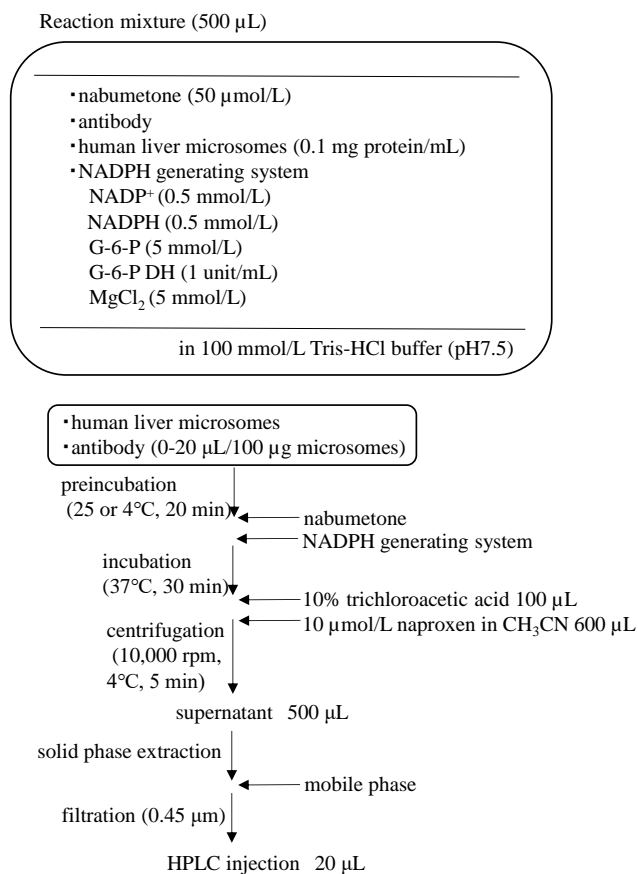 Reaction mixture (500 μL)
・nabumetone (50 μmol/L)
・antibody
・human liver microsomes (0.1 mg protein/mL)
・NADPH generating system
NADP⁺ (0.5 mmol/L)
NADPH (0.5 mmol/L)
G-6-P (5 mmol/L)
G-6-P DH (1 unit/mL)
MgCl₂ (5 mmol/L)
in 100 mmol/L Tris-HCl buffer (pH7.5)
・human liver microsomes
・antibody (0-20 μL/100 μg microsomes)
preincubation
(25 or 4℃, 20 min)
nabumetone
NADPH generating system
incubation
(37℃, 30 min)
10% trichloroacetic acid 100 μL
10 μmol/L naproxen in CH₃CN 600 μL
centrifugation
(10,000 rpm,
4℃, 5 min)
supernatant 500 μL
solid phase extraction
mobile phase
filtration (0.45 μm)
HPLC injection 20 μL